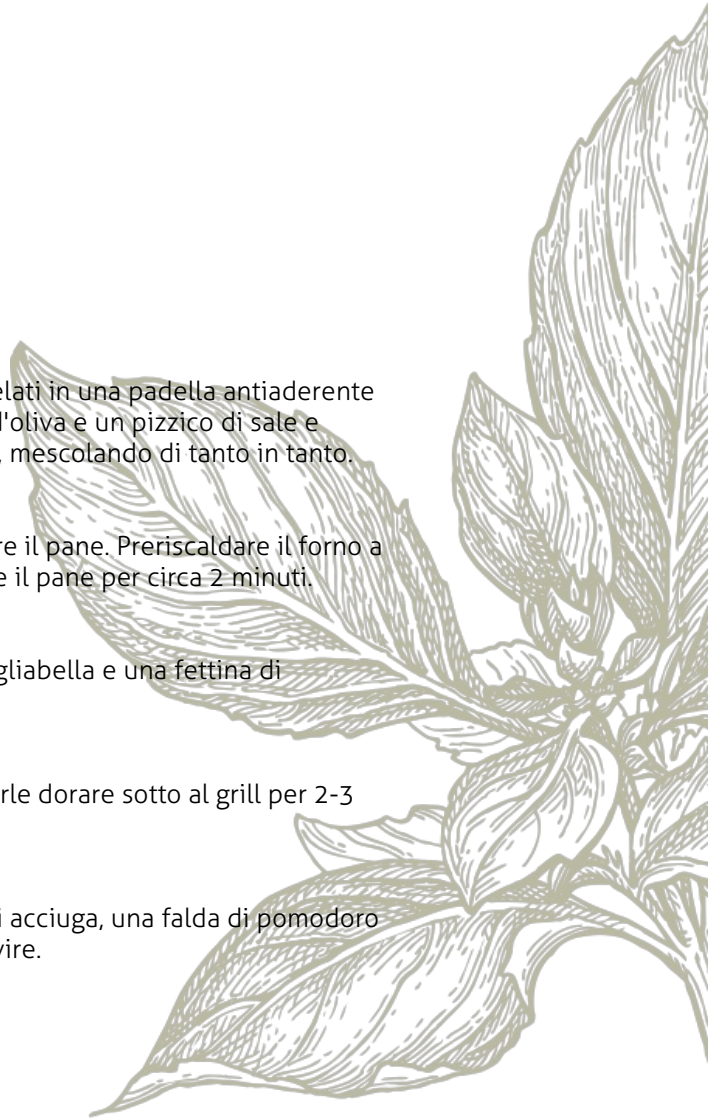 elati in una padella antiaderente
d'oliva e un pizzico di sale e
, mescolando di tanto in tanto.
re il pane. Preriscaldare il forno a
e il pane per circa 2 minuti.
gliabella e una fettina di
rle dorare sotto al grill per 2-3
i acciuga, una falda di pomodoro
vire.